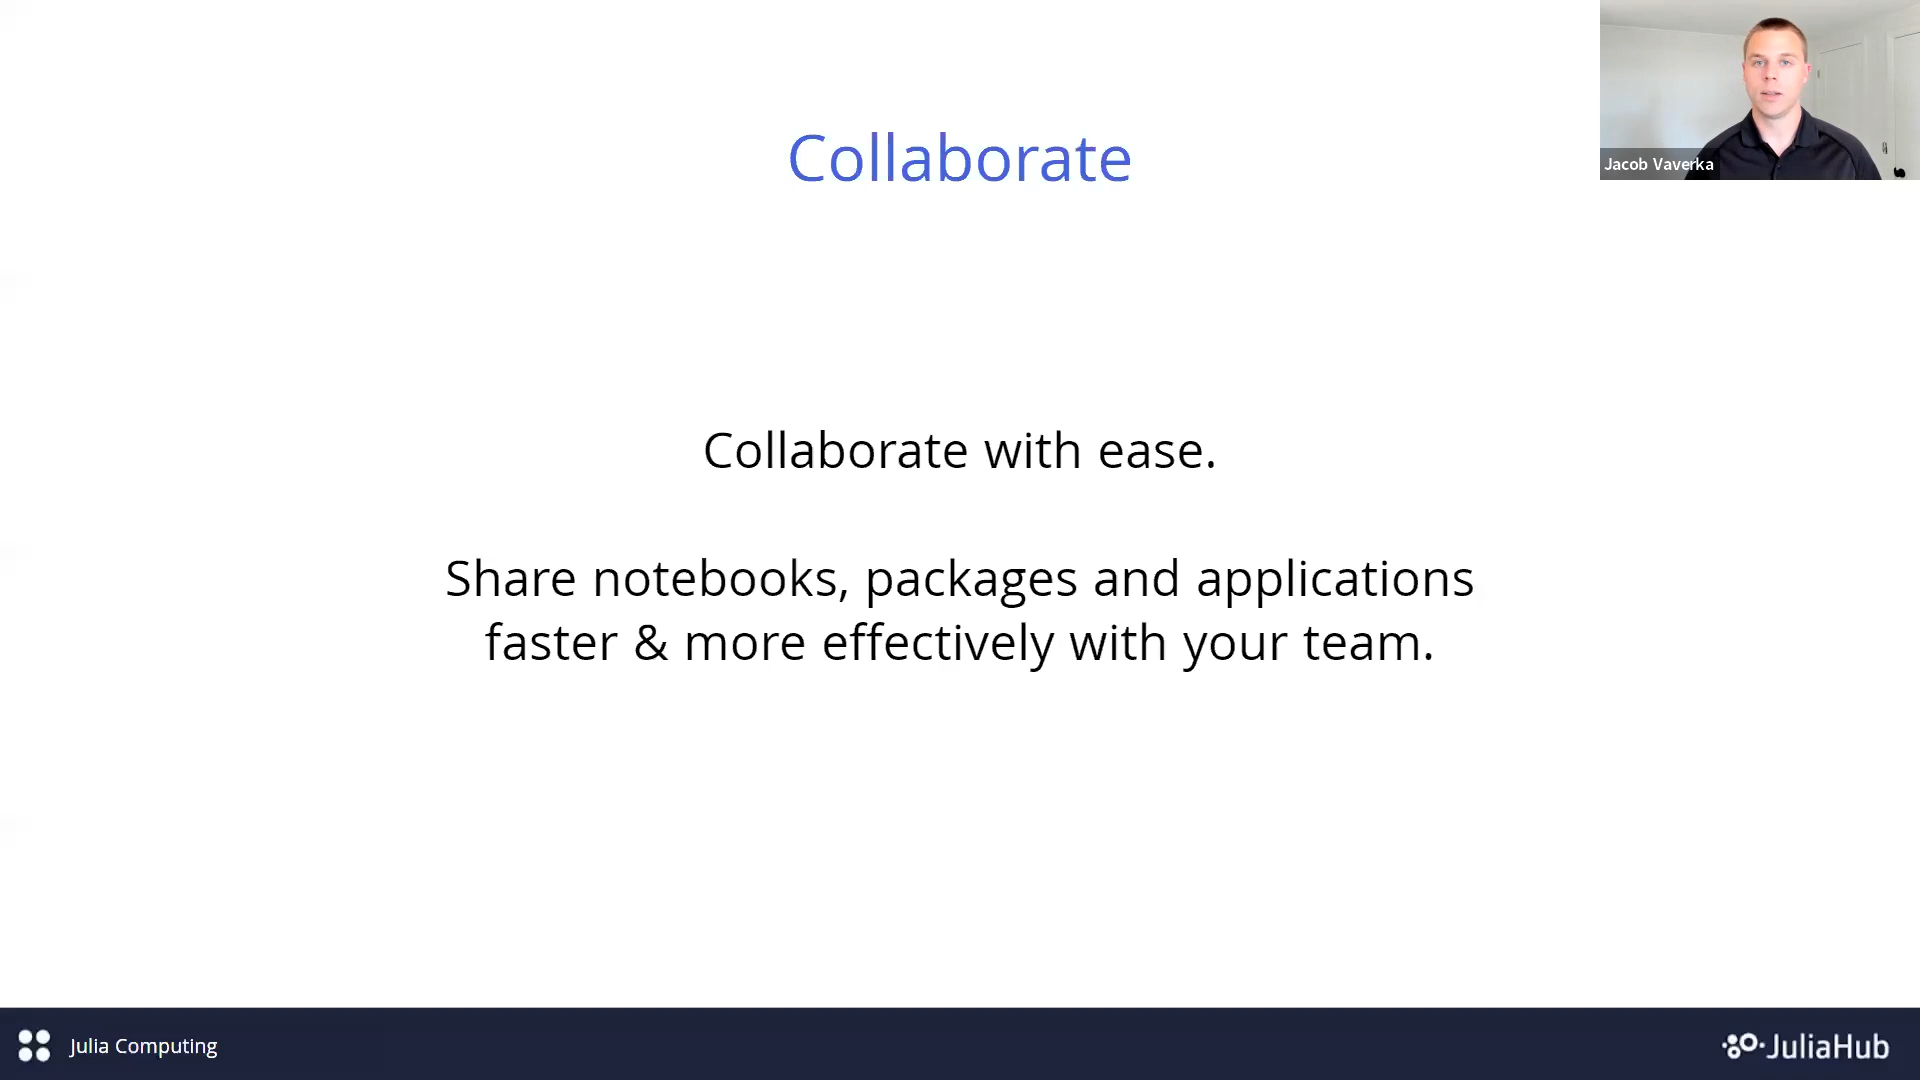 Collaborate
Jacob Vaverka
Collaborate with ease.
Share notebooks, packages and applications
faster & more effectively with your team.
Julia Computing
JuliaHub